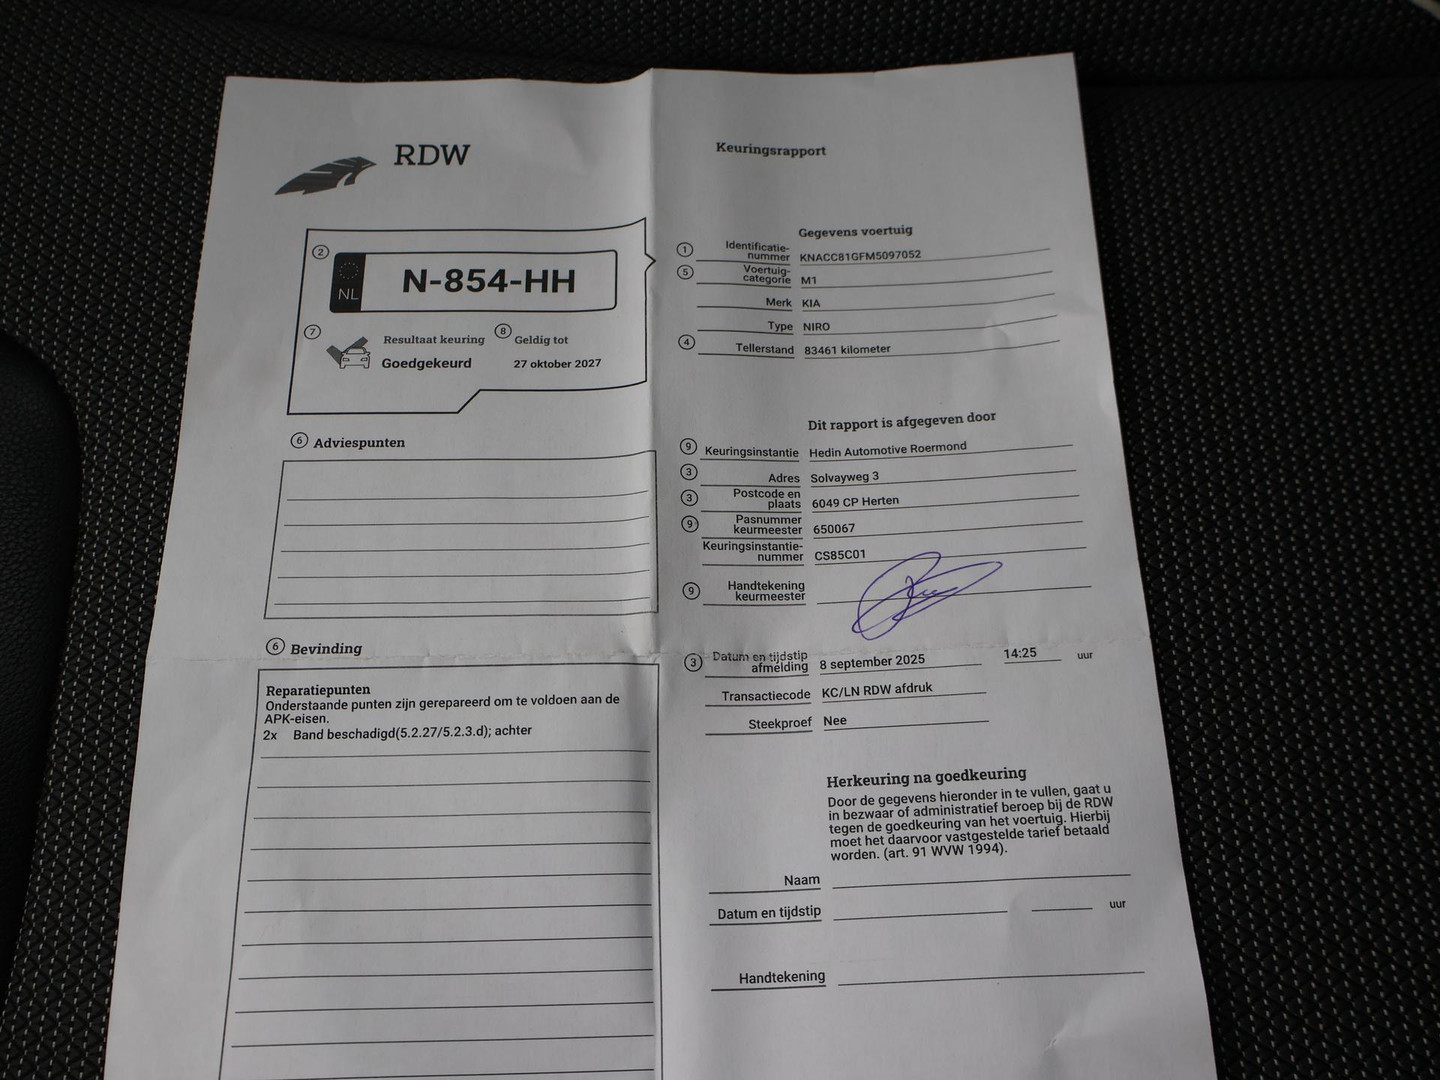 RDW
Keuringsrapport
2
NL
N-854-HH
7
Resultaat keuring
Goedgekeurd
8
Geldig tot
27 oktober 2027
6 Adviespunten
6 Bevinding
Reparatiepunten
Onderstaande punten zijn gerepareerd om te voldoen aan de
APK-eisen.
2x Band beschadigd(5.2.27/5.2.3.d); achter
Gegevens voertuig
1 Identificatie-
nummer KNACC81GFM5097052
5 Voertuig-
categorie M1
Merk KIA
Type NIRO
4 Tellerstand 83461 kilometer
Dit rapport is afgegeven door
9 Keuringsinstantie Hedin Automotive Roermond
3 Adres Solvayweg 3
3 Postcode en
plaats 6049 CP Herten
9 Pasnummer
keurmeester 650067
Keuringsinstantie-
nummer CS85C01
9 Handtekening
keurmeester
3 Datum en tijdstip
afmelding 8 september 2025 14:25 uur
Transactiecode KC/LN RDW afdruk
Steekproef Nee
Herkeuring na goedkeuring
Door de gegevens hieronder in te vullen, gaat u
in bezwaar of administratief beroep bij de RDW
tegen de goedkeuring van het voertuig. Hierbij
moet het daarvoor vastgestelde tarief betaald
worden. (art. 91 WVW 1994).
Naam
Datum en tijdstip uur
Handtekening